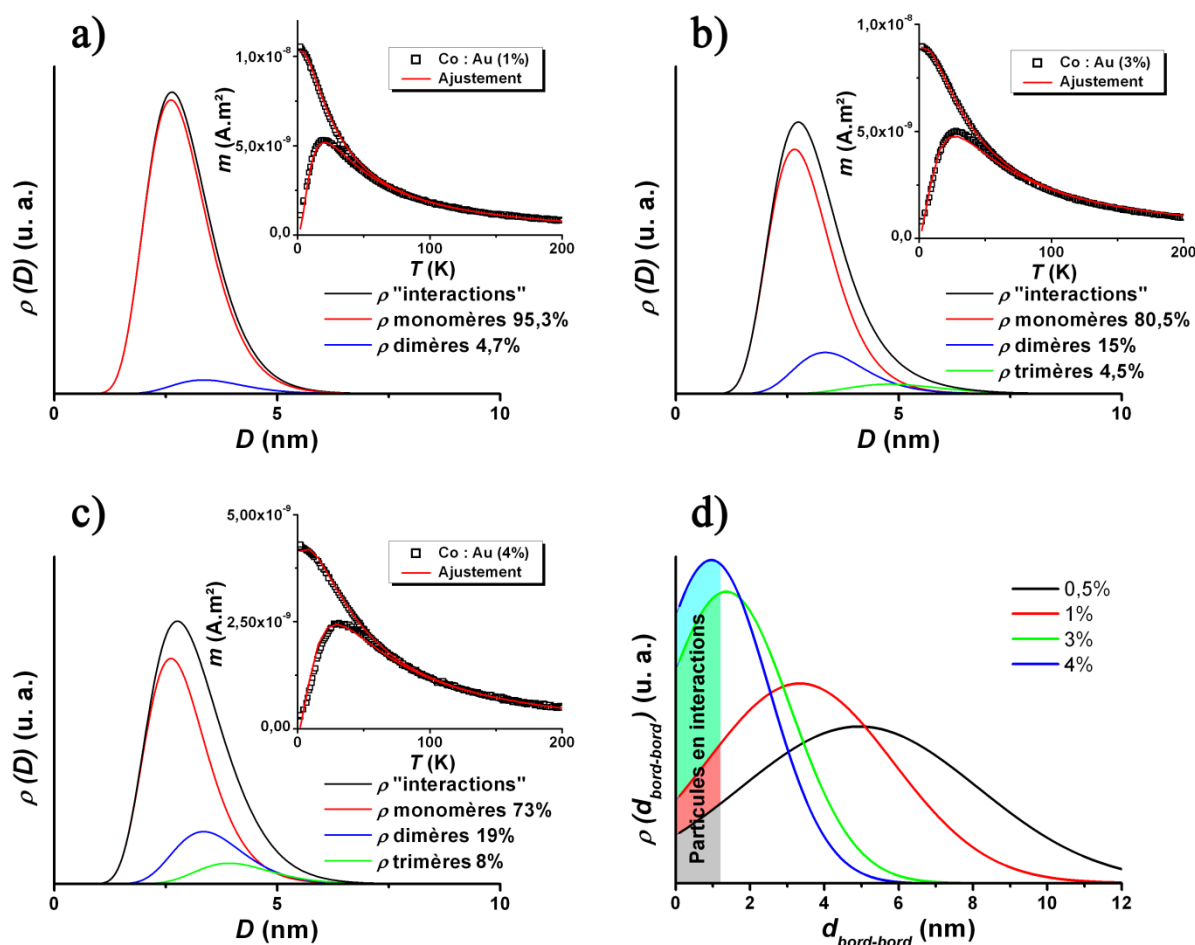 a)
1,0x10⁻⁸
5,0x10⁻⁹
0,0
m (A.m²)
Co : Au (1%)
Ajustement
0 100 200
T (K)
ρ "interactions"
ρ monomères 95,3%
ρ dimères 4,7%
ρ (D) (u. a.)
0 5 10
D (nm)
b)
1,0x10⁻⁸
5,0x10⁻⁹
0,0
m (A.m²)
Co : Au (3%)
Ajustement
0 100 200
T (K)
ρ "interactions"
ρ monomères 80,5%
ρ dimères 15%
ρ trimères 4,5%
ρ (D) (u. a.)
0 5 10
D (nm)
c)
5,00x10⁻⁹
2,50x10⁻⁹
0,00
m (A.m²)
Co : Au (4%)
Ajustement
0 100 200
T (K)
ρ "interactions"
ρ monomères 73%
ρ dimères 19%
ρ trimères 8%
ρ (D) (u. a.)
0 5 10
D (nm)
d)
0,5%
1%
3%
4%
Particules en interactions
ρ (d bord-bord) (u. a.)
0 2 4 6 8 10 12
d bord-bord (nm)